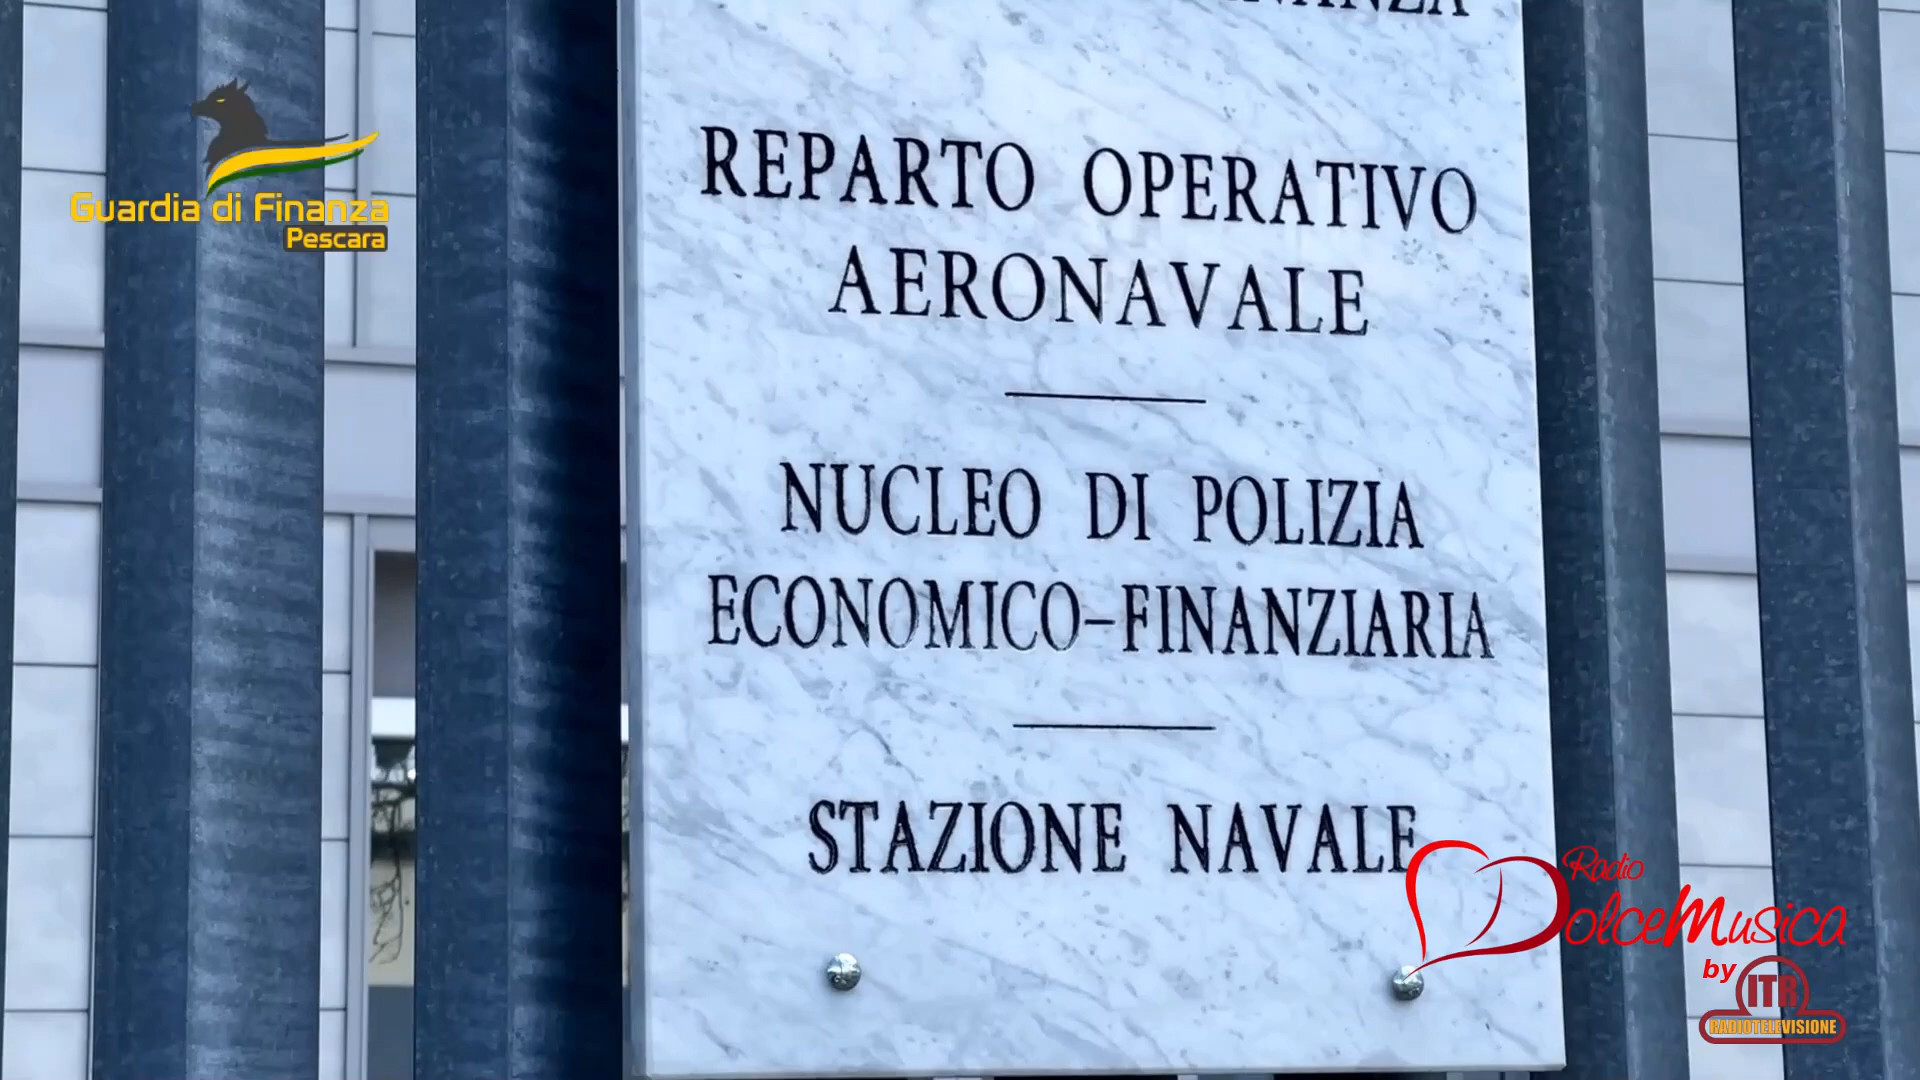 Guardia di Finanza
Pescara
REPARTO OPERATIVO
AERONAVALE
NUCLEO DI POLIZIA
ECONOMICO-FINANZIARIA
STAZIONE NAVALE
Radio
DolceMusica
by ITR
RADIOTELEVISIONE